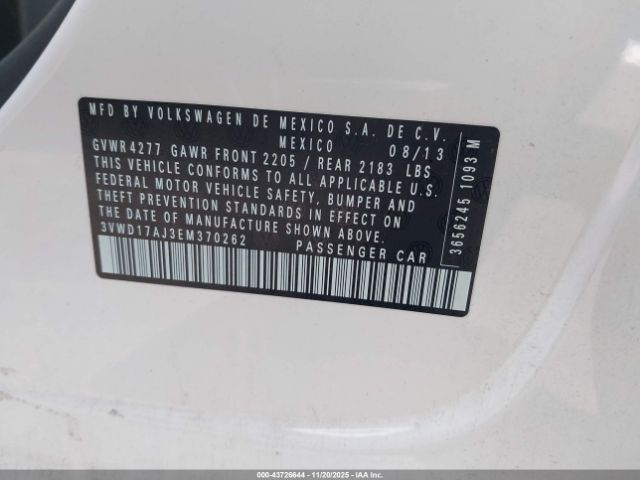 MFD BY VOLKSWAGEN DE MEXICO S.A. DE C.V.
MEXICO 08/13
GVWR 4277 GAWR FRONT 2205 / REAR 2183 LBS
THIS VEHICLE CONFORMS TO ALL APPLICABLE U.S.
FEDERAL MOTOR VEHICLE SAFETY, BUMPER AND
THEFT PREVENTION STANDARDS IN EFFECT ON
THE DATE OF MANUFACTURE SHOWN ABOVE.
3VWD17AJ3EM370262 PASSENGER CAR
3656245 1093 M
000-43726644 - 11/20/2025 - IAAI.com